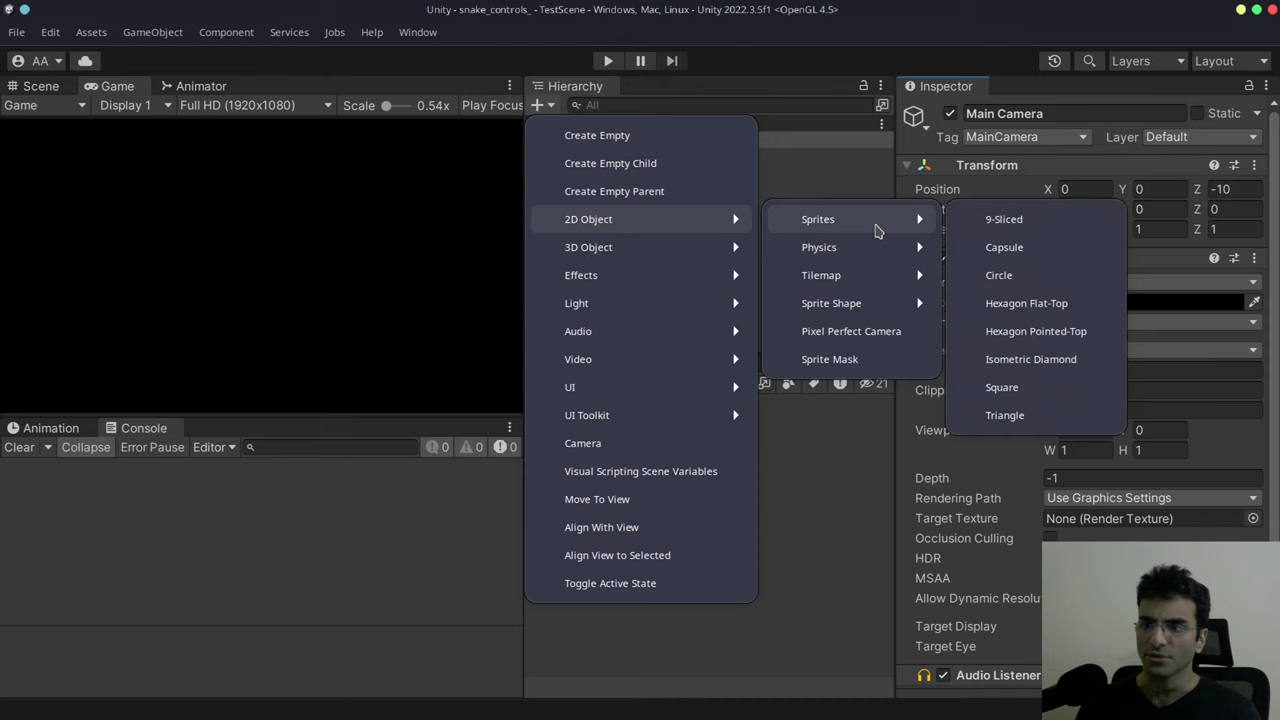 Unity - snake_controls_ - TestScene - Windows, Mac, Linux - Unity 2022.3.5f1 <OpenGL 4.5>
File Edit Assets GameObject Component Services Jobs Help Window
AA Layers Layout
Scene Game Animator
Game Display 1 Full HD (1920x1080) Scale 0.54x Play Focus
Hierarchy
All
Create Empty
Create Empty Child
Create Empty Parent
2D Object
3D Object
Effects
Light
Audio
Video
UI
UI Toolkit
Camera
Visual Scripting Scene Variables
Move To View
Align With View
Align View to Selected
Toggle Active State
Sprites
Physics
Tilemap
Sprite Shape
Pixel Perfect Camera
Sprite Mask
21
9-Sliced
Capsule
Circle
Hexagon Flat-Top
Hexagon Pointed-Top
Isometric Diamond
Square
Triangle
Inspector
Main Camera Static
Tag MainCamera Layer Default
Transform
Position X 0 Y 0 Z -10
0 Z 0
1 Z 1
Clipp
Viewp 0
W 1 H 1
Depth -1
Rendering Path Use Graphics Settings
Target Texture None (Render Texture)
Occlusion Culling
HDR
MSAA
Allow Dynamic Resolu
Target Display
Target Eye
Audio Listener
Animation Console
Clear Collapse Error Pause Editor 0 0 0